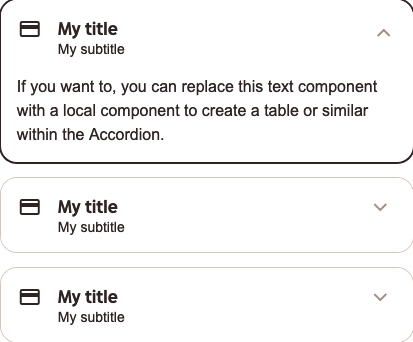 My title
My subtitle
If you want to, you can replace this text component
with a local component to create a table or similar
within the Accordion.
My title
My subtitle
My title
My subtitle